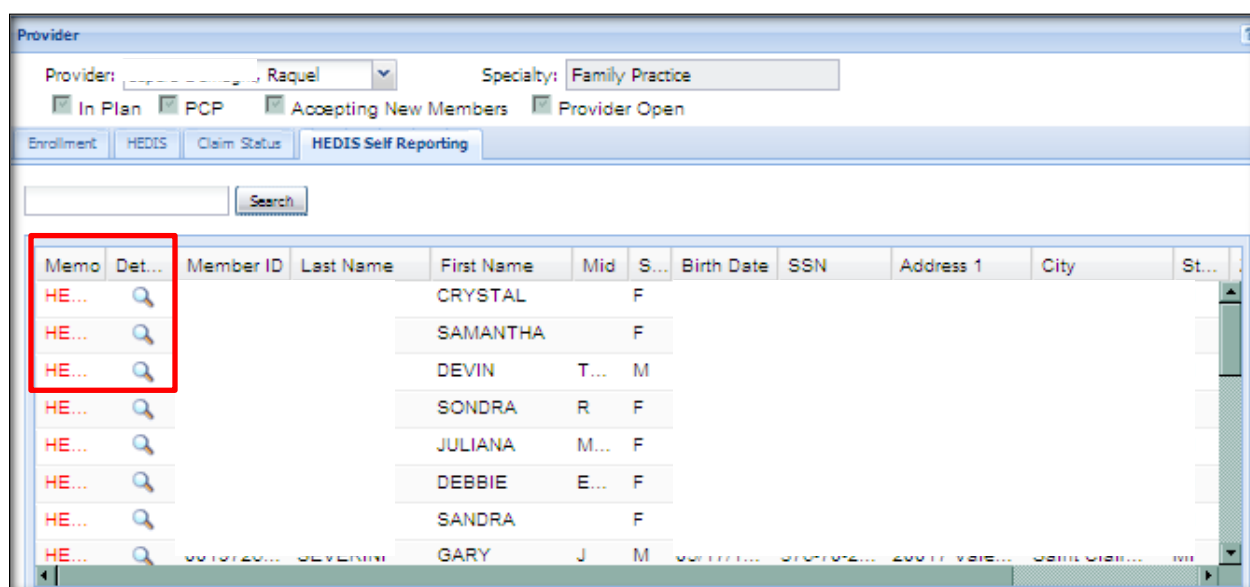 Provider
Provider: Raquel Specialty: Family Practice
In Plan PCP Accepting New Members Provider Open
Enrollment HEDIS Claim Status HEDIS Self Reporting
Search
Memo Det... Member ID Last Name First Name Mid S... Birth Date SSN Address 1 City St...
HE... CRYSTAL F
HE... SAMANTHA F
HE... DEVIN T... M
HE... SONDRA R F
HE... JULIANA M... F
HE... DEBBIE E... F
HE... SANDRA F
HE... GARY J M